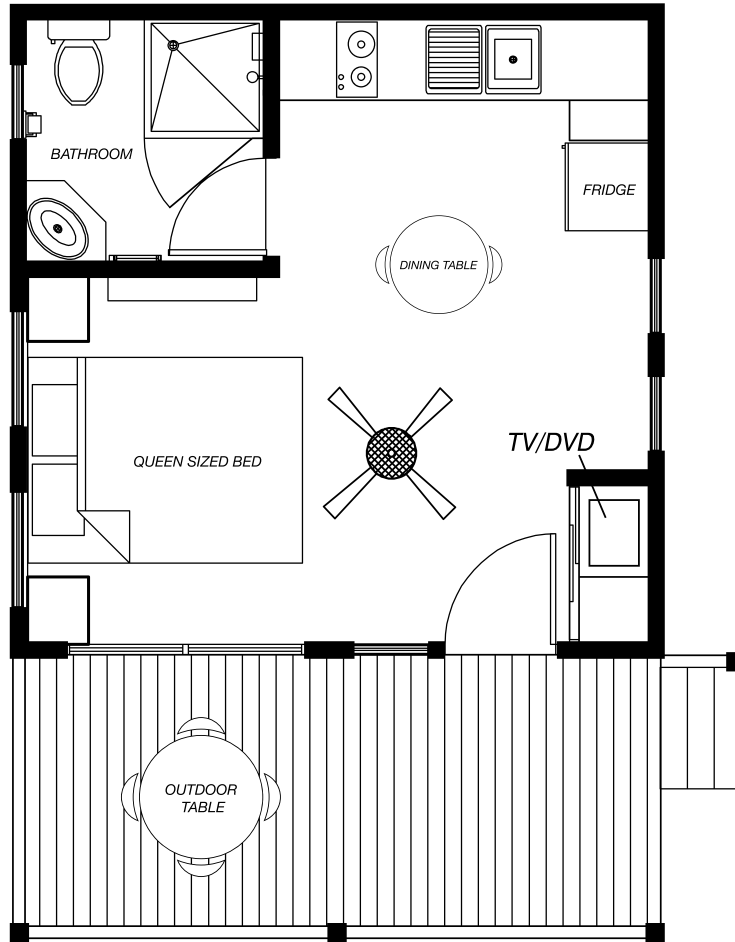 BATHROOM
FRIDGE
DINING TABLE
TV/DVD
QUEEN SIZED BED
OUTDOOR
TABLE